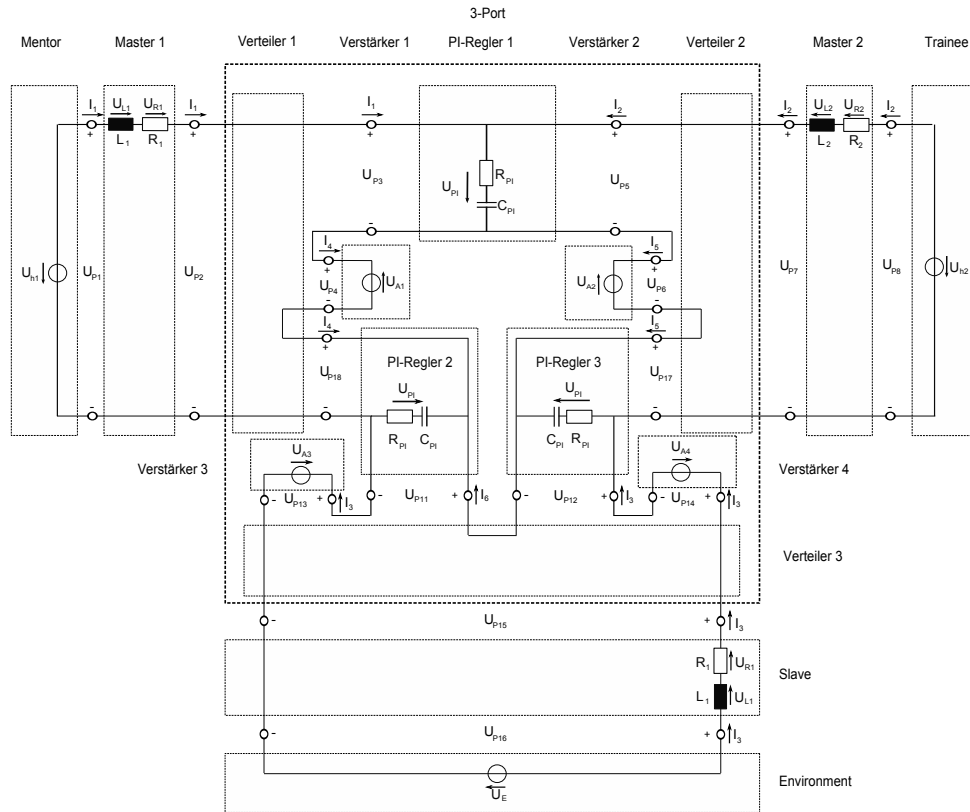 3-Port
Mentor Master 1 Verteiler 1 Verstärker 1 PI-Regler 1 Verstärker 2 Verteiler 2 Master 2 Trainee
I1 UL1 UR1 I1 I1 I2 I2 UL2 UR2 I2
+ + + + + +
L1 R1 L2 R2
RPI
UP3 UPI UP5
CPI
- -
I4 I5
+ +
Uh1 UP1 UP2 UP4 UA1 UA2 UP6 UP7 UP8 Uh2
- -
I4 I5
+ +
PI-Regler 2 PI-Regler 3
UP18 UPI UPI UP17
- - - - - -
RPI CPI CPI RPI
Verstärker 3 UA3 UA4 Verstärker 4
- UP13 + I3 - UP11 + I6 - UP12 + I3 - UP14 + I3
Verteiler 3
- UP15 + I3
R1 UR1
Slave
L1 UL1
- UP16 + I3
Environment
UE